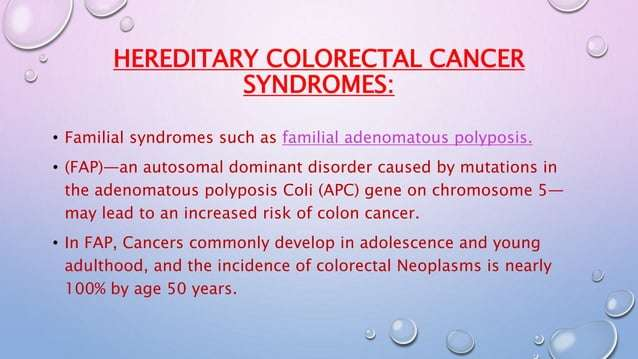 HEREDITARY COLORECTAL CANCER
SYNDROMES:
• Familial syndromes such as familial adenomatous polyposis.
• (FAP)—an autosomal dominant disorder caused by mutations in
the adenomatous polyposis Coli (APC) gene on chromosome 5—
may lead to an increased risk of colon cancer.
• In FAP, Cancers commonly develop in adolescence and young
adulthood, and the incidence of colorectal Neoplasms is nearly
100% by age 50 years.